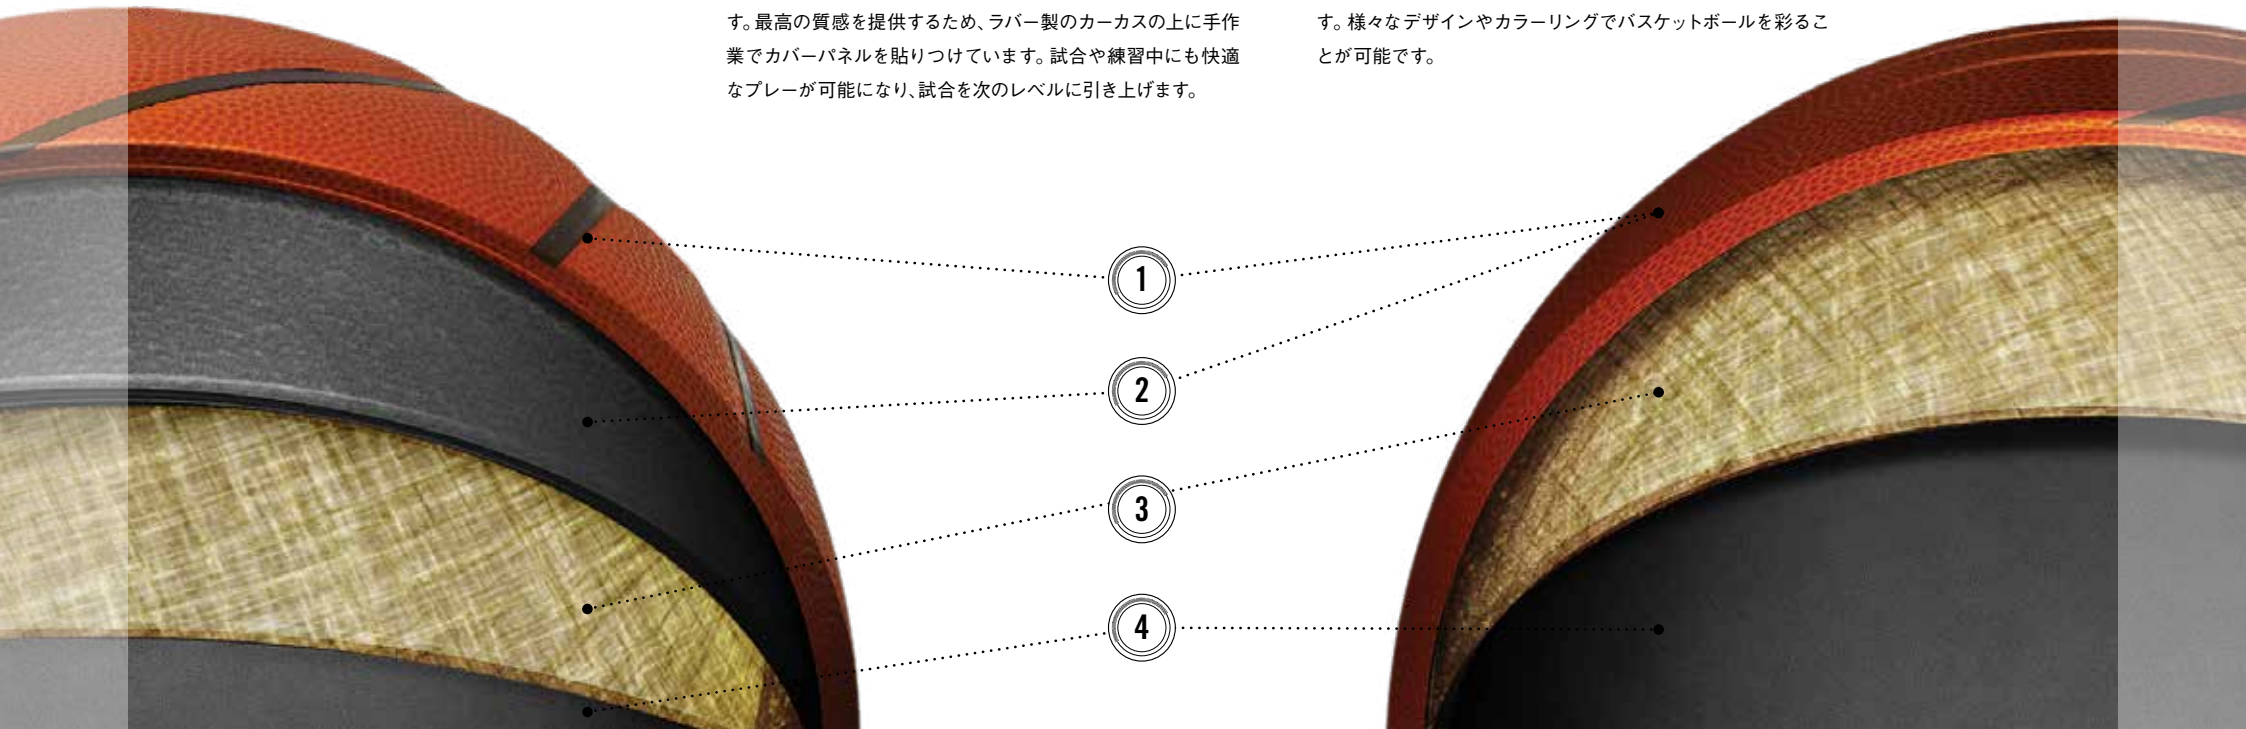 す。最高の質感を提供するため、ラバー製のカーカスの上に手作
業でカバーパネルを貼りつけています。試合や練習中にも快適
なプレーが可能になり、試合を次のレベルに引き上げます。
す。様々なデザインやカラーリングでバスケットボールを彩るこ
とが可能です。
1
2
3
4